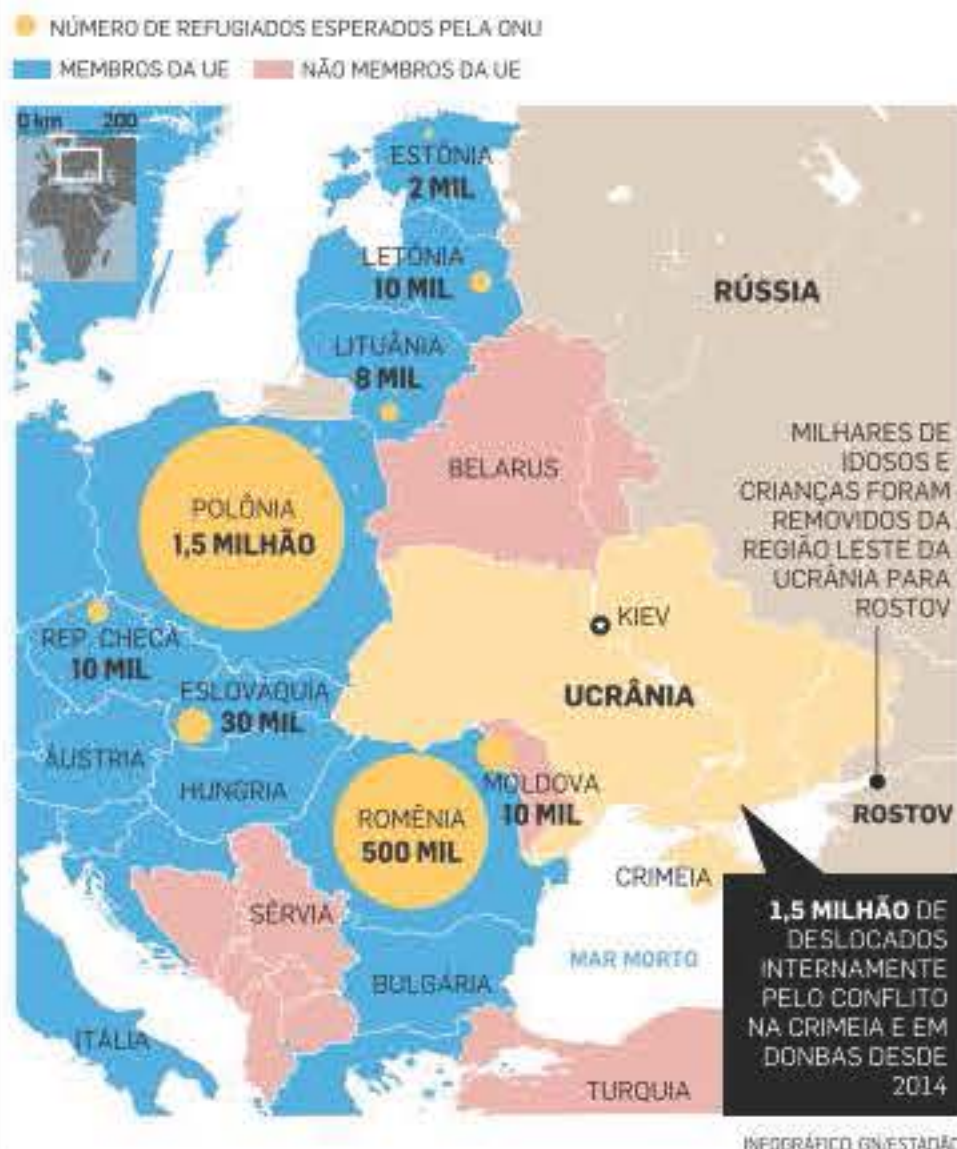 NÚMERO DE REFUGIADOS ESPERADOS PELA ONU
MEMBROS DA UE
NÃO MEMBROS DA UE
0 km 200
ESTÔNIA
2 MIL
LETÔNIA
10 MIL
RÚSSIA
LITUÂNIA
8 MIL
BELARUS
MILHARES DE
IDOSOS E
CRIANÇAS FORAM
REMOVIDOS DA
REGIÃO LESTE DA
UCRÂNIA PARA
ROSTOV
POLÔNIA
1,5 MILHÃO
KIEV
REP. CHECA
10 MIL
ESLOVÁQUIA
30 MIL
UCRÂNIA
ÁUSTRIA
HUNGRIA
MOLDOVA
10 MIL
ROMÊNIA
500 MIL
ROSTOV
CRIMEIA
SÉRVIA
MAR MORTO
BULGÁRIA
ITÁLIA
TURQUIA
1,5 MILHÃO DE
DESLOCADOS
INTERNAMENTE
PELO CONFLITO
NA CRIMEIA E EM
DONBAS DESDE
2014
INFOGRÁFICO GN/ESTADÃO